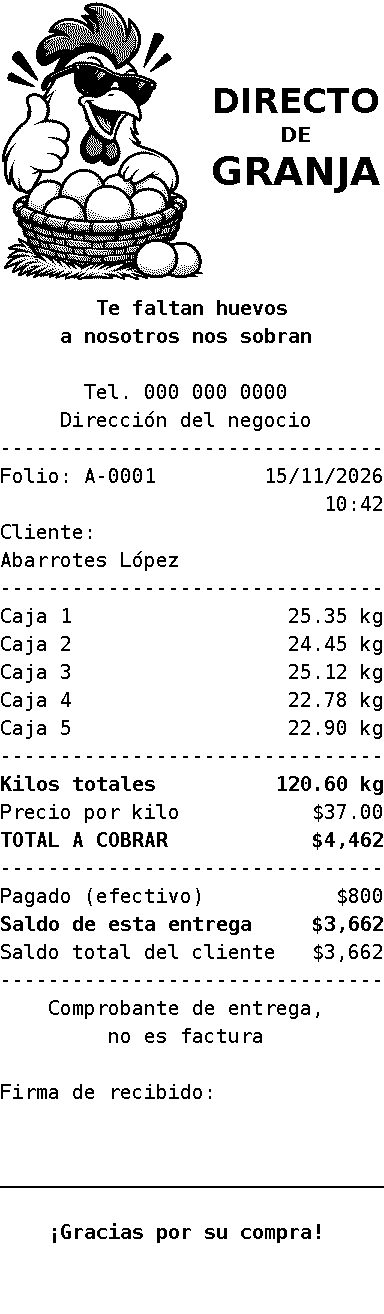 DIRECTO
DE
GRANJA
Te faltan huevos
a nosotros nos sobran
Tel. 000 000 0000
Dirección del negocio
--------------------------------
Folio: A-0001 15/11/2026
10:42
Cliente:
Abarrotes López
--------------------------------
Caja 1 25.35 kg
Caja 2 24.45 kg
Caja 3 25.12 kg
Caja 4 22.78 kg
Caja 5 22.90 kg
--------------------------------
Kilos totales 120.60 kg
Precio por kilo $37.00
TOTAL A COBRAR $4,462
--------------------------------
Pagado (efectivo) $800
Saldo de esta entrega $3,662
Saldo total del cliente $3,662
--------------------------------
Comprobante de entrega,
no es factura
Firma de recibido:
¡Gracias por su compra!